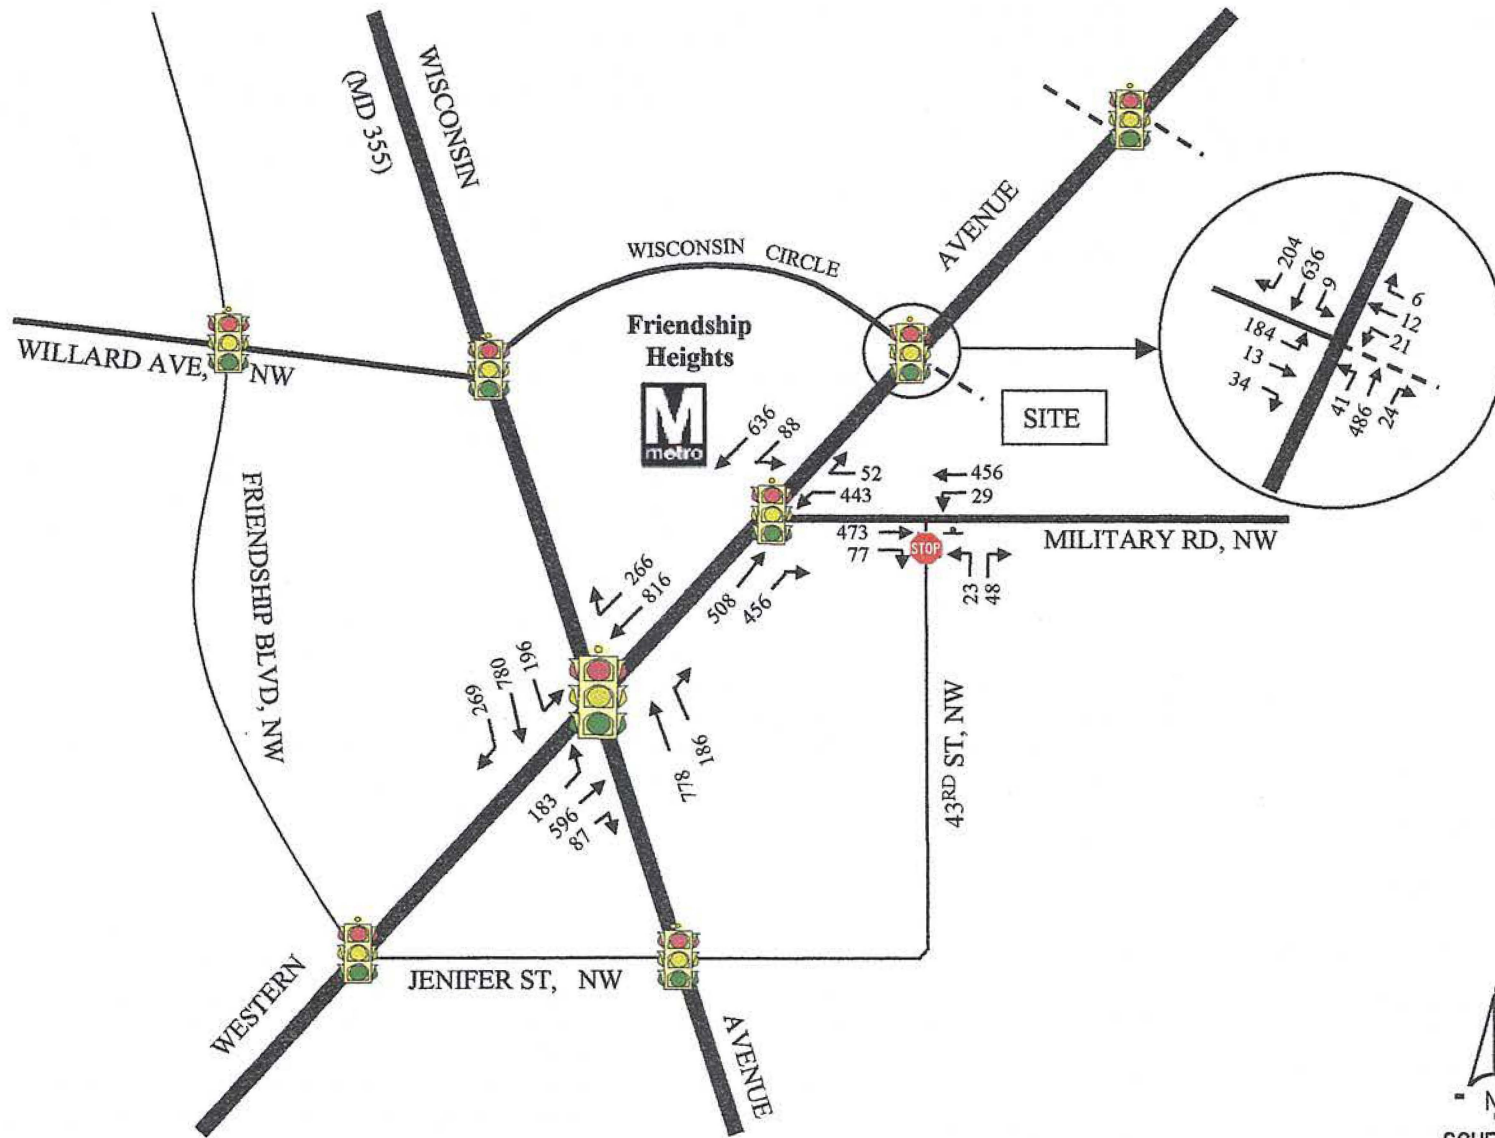 WISCONSIN
(MD 355)
AVENUE
WISCONSIN CIRCLE
Friendship
Heights
M
metro
WILLARD AVE, NW
SITE
204
636
9
184
13
34
6
12
21
41
486
24
636
88
52
443
456
29
473
77
STOP
MILITARY RD, NW
23
48
508
456
266
816
196
780
269
186
778
183
596
87
FRIENDSHIP BLVD, NW
43RD ST, NW
JENIFER ST, NW
WESTERN
AVENUE
N